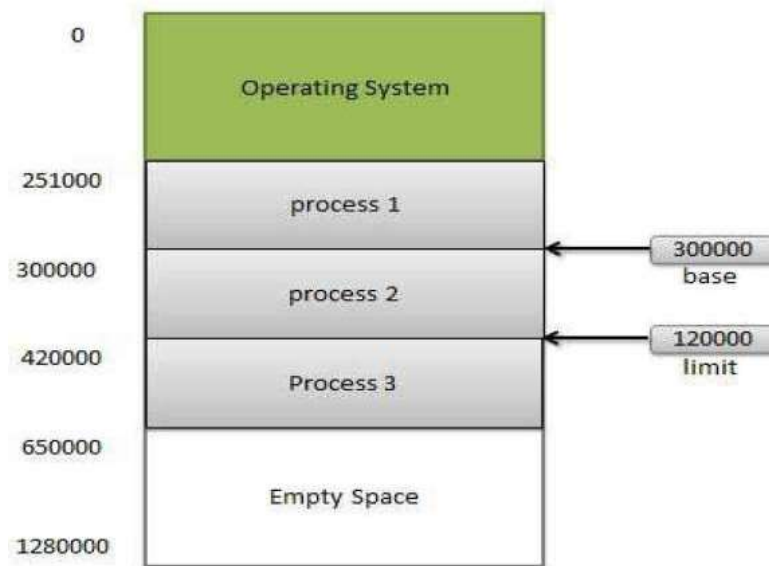 0
Operating System
251000
process 1
300000
base
300000
process 2
120000
limit
420000
Process 3
650000
Empty Space
1280000